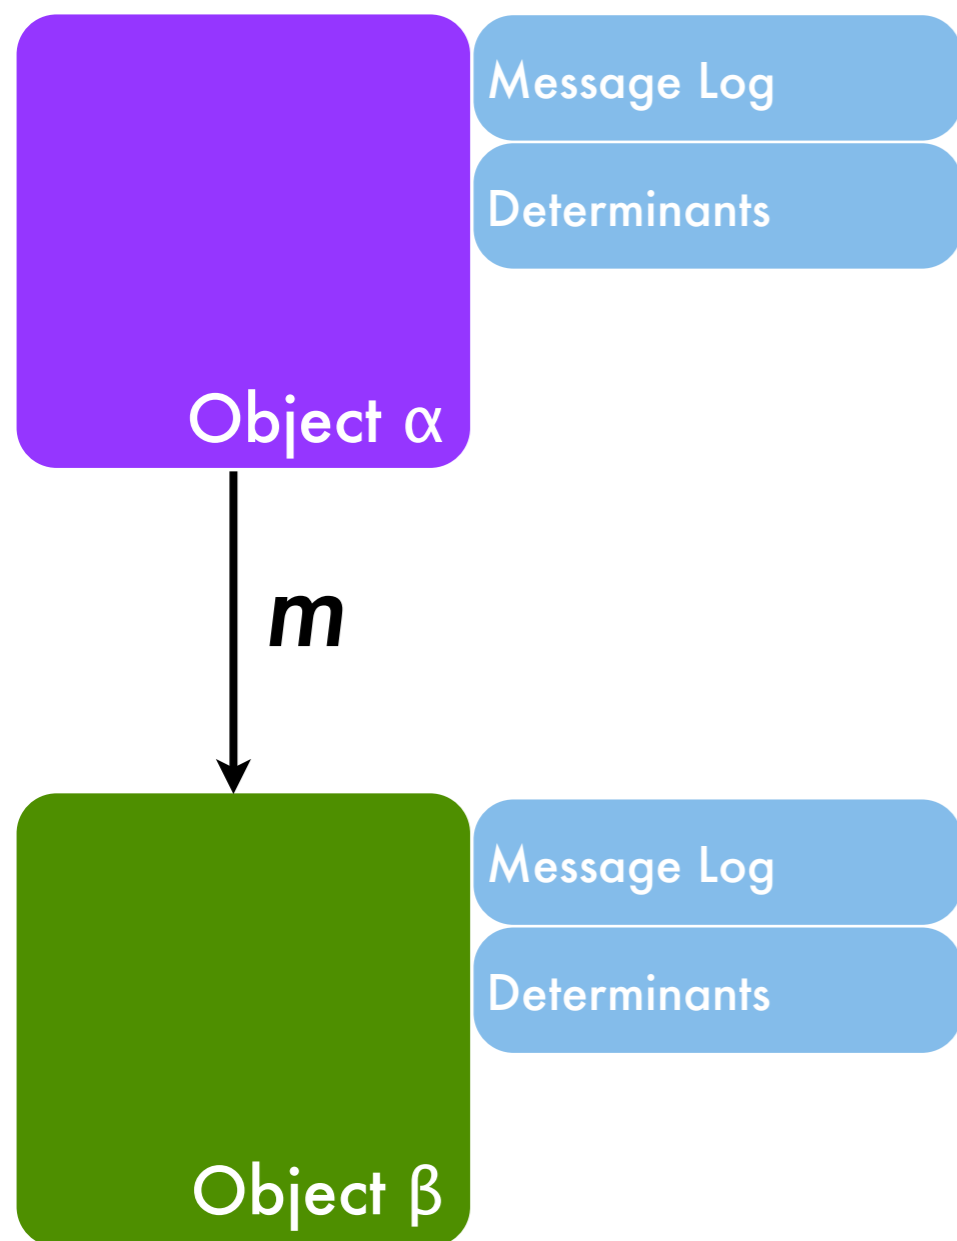 Message Log
Determinants
Object α
m
Message Log
Determinants
Object β